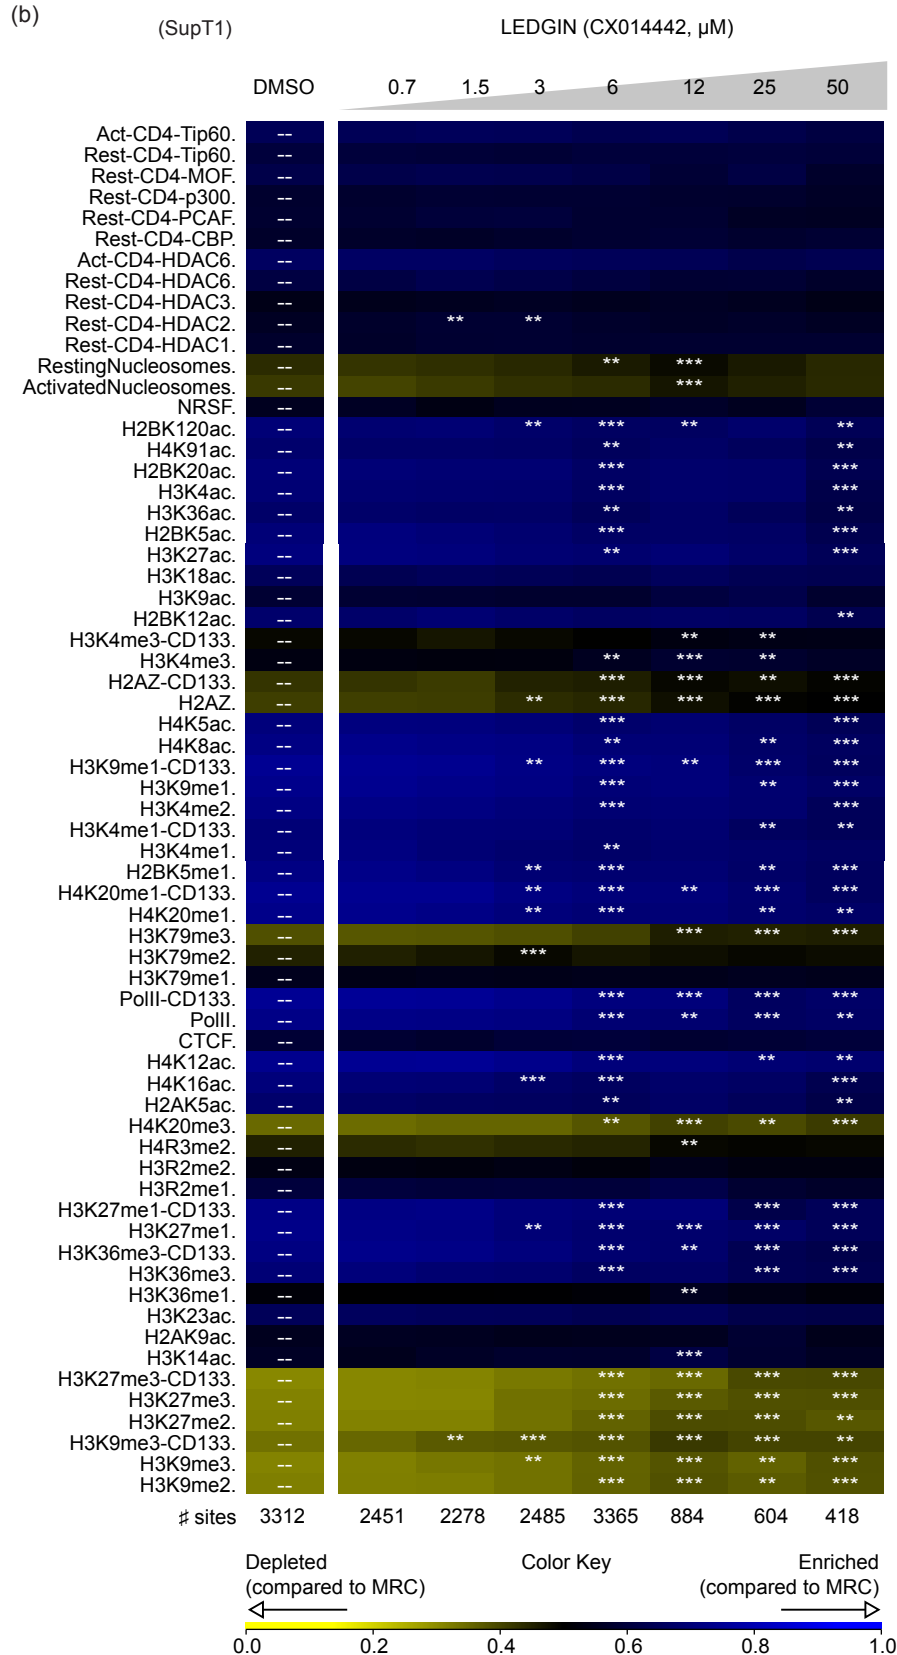 (b)
(SupT1) LEDGIN (CX014442, µM)
DMSO 0.7 1.5 3 6 12 25 50
Act-CD4-Tip60. --
Rest-CD4-Tip60. --
Rest-CD4-MOF. --
Rest-CD4-p300. --
Rest-CD4-PCAF. --
Rest-CD4-CBP. --
Act-CD4-HDAC6. --
Rest-CD4-HDAC6. --
Rest-CD4-HDAC3. --
Rest-CD4-HDAC2. -- ** **
Rest-CD4-HDAC1. --
RestingNucleosomes. -- ** ***
ActivatedNucleosomes. -- ***
NRSF. --
H2BK120ac. -- ** *** ** **
H4K91ac. -- ** **
H2BK20ac. -- *** ***
H3K4ac. -- *** ***
H3K36ac. -- ** **
H2BK5ac. -- *** ***
H3K27ac. -- ** ***
H3K18ac. --
H3K9ac. --
H2BK12ac. -- **
H3K4me3-CD133. -- ** **
H3K4me3. -- ** *** **
H2AZ-CD133. -- *** *** ** ***
H2AZ. -- ** *** *** *** ***
H4K5ac. -- *** ***
H4K8ac. -- ** ** ***
H3K9me1-CD133. -- ** *** ** *** ***
H3K9me1. -- *** ** ***
H3K4me2. -- *** ***
H3K4me1-CD133. -- ** **
H3K4me1. -- **
H2BK5me1. -- ** *** ** ***
H4K20me1-CD133. -- ** *** ** *** ***
H4K20me1. -- ** *** ** **
H3K79me3. -- *** *** ***
H3K79me2. -- ***
H3K79me1. --
PolII-CD133. -- *** *** *** ***
PolII. -- *** ** *** **
CTCF. --
H4K12ac. -- *** ** **
H4K16ac. -- *** *** ***
H2AK5ac. -- ** **
H4K20me3. -- ** *** ** ***
H4R3me2. -- **
H3R2me2. --
H3R2me1. --
H3K27me1-CD133. -- *** *** ***
H3K27me1. -- ** *** *** *** ***
H3K36me3-CD133. -- *** ** *** ***
H3K36me3. -- *** *** ***
H3K36me1. -- **
H3K23ac. --
H2AK9ac. --
H3K14ac. -- ***
H3K27me3-CD133. -- *** *** *** ***
H3K27me3. -- *** *** *** ***
H3K27me2. -- *** *** *** **
H3K9me3-CD133. -- ** *** *** *** *** **
H3K9me3. -- ** *** *** ** ***
H3K9me2. -- *** *** ** ***
♯ sites 3312 2451 2278 2485 3365 884 604 418
Depleted Color Key Enriched
(compared to MRC) (compared to MRC)
0.0 0.2 0.4 0.6 0.8 1.0